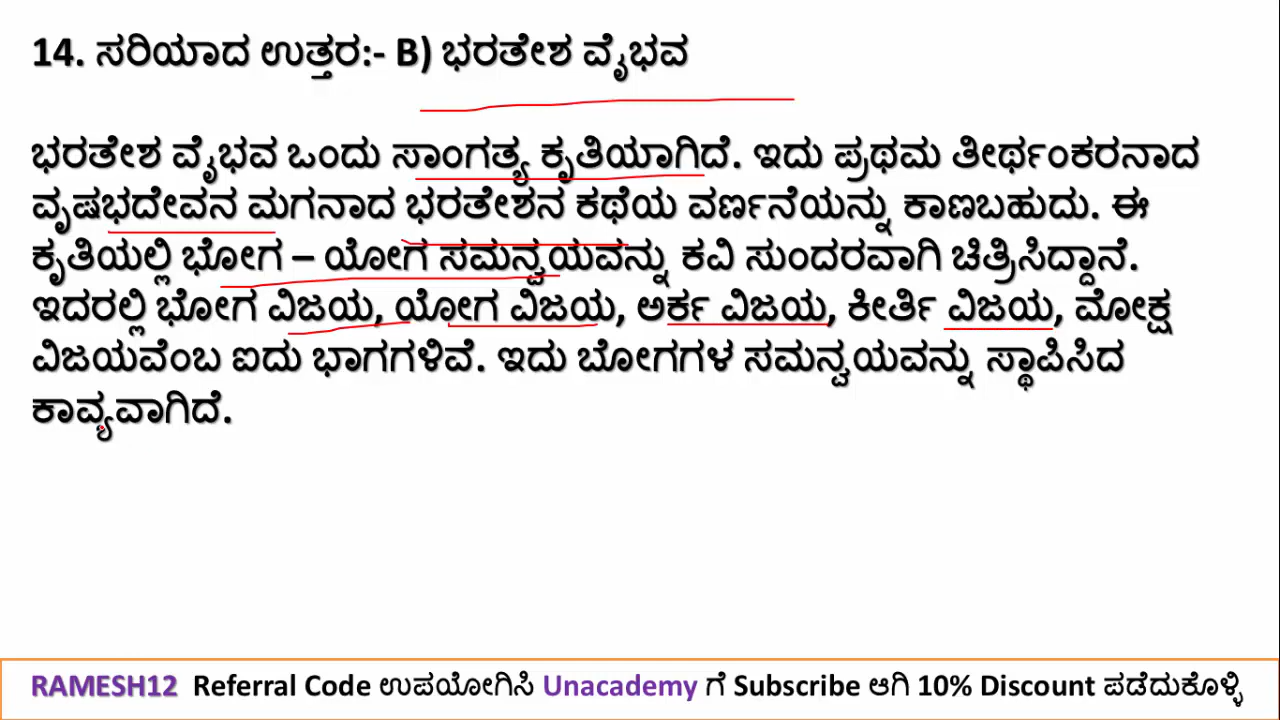 14. ಸರಿಯಾದ ಉತ್ತರ:- B) ಭರತೇಶ ವೈಭವ
ಭರತೇಶ ವೈಭವ ಒಂದು ಸಾಂಗತ್ಯ ಕೃತಿಯಾಗಿದೆ. ಇದು ಪ್ರಥಮ ತೀರ್ಥಂಕರನಾದ
ವೃಷಭದೇವನ ಮಗನಾದ ಭರತೇಶನ ಕಥೆಯ ವರ್ಣನೆಯನ್ನು ಕಾಣಬಹುದು. ಈ
ಕೃತಿಯಲ್ಲಿ ಭೋಗ – ಯೋಗ ಸಮನ್ವಯವನ್ನು ಕವಿ ಸುಂದರವಾಗಿ ಚಿತ್ರಿಸಿದ್ದಾನೆ.
ಇದರಲ್ಲಿ ಭೋಗ ವಿಜಯ, ಯೋಗ ವಿಜಯ, ಅರ್ಕ ವಿಜಯ, ಕೀರ್ತಿ ವಿಜಯ, ಮೋಕ್ಷ
ವಿಜಯವೆಂಬ ಐದು ಭಾಗಗಳಿವೆ. ಇದು ಬೋಗಗಳ ಸಮನ್ವಯವನ್ನು ಸ್ಥಾಪಿಸಿದ
ಕಾವ್ಯವಾಗಿದೆ.
RAMESH12 Referral Code ಉಪಯೋಗಿಸಿ Unacademy ಗೆ Subscribe ಆಗಿ 10% Discount ಪಡೆದುಕೊಳ್ಳಿ